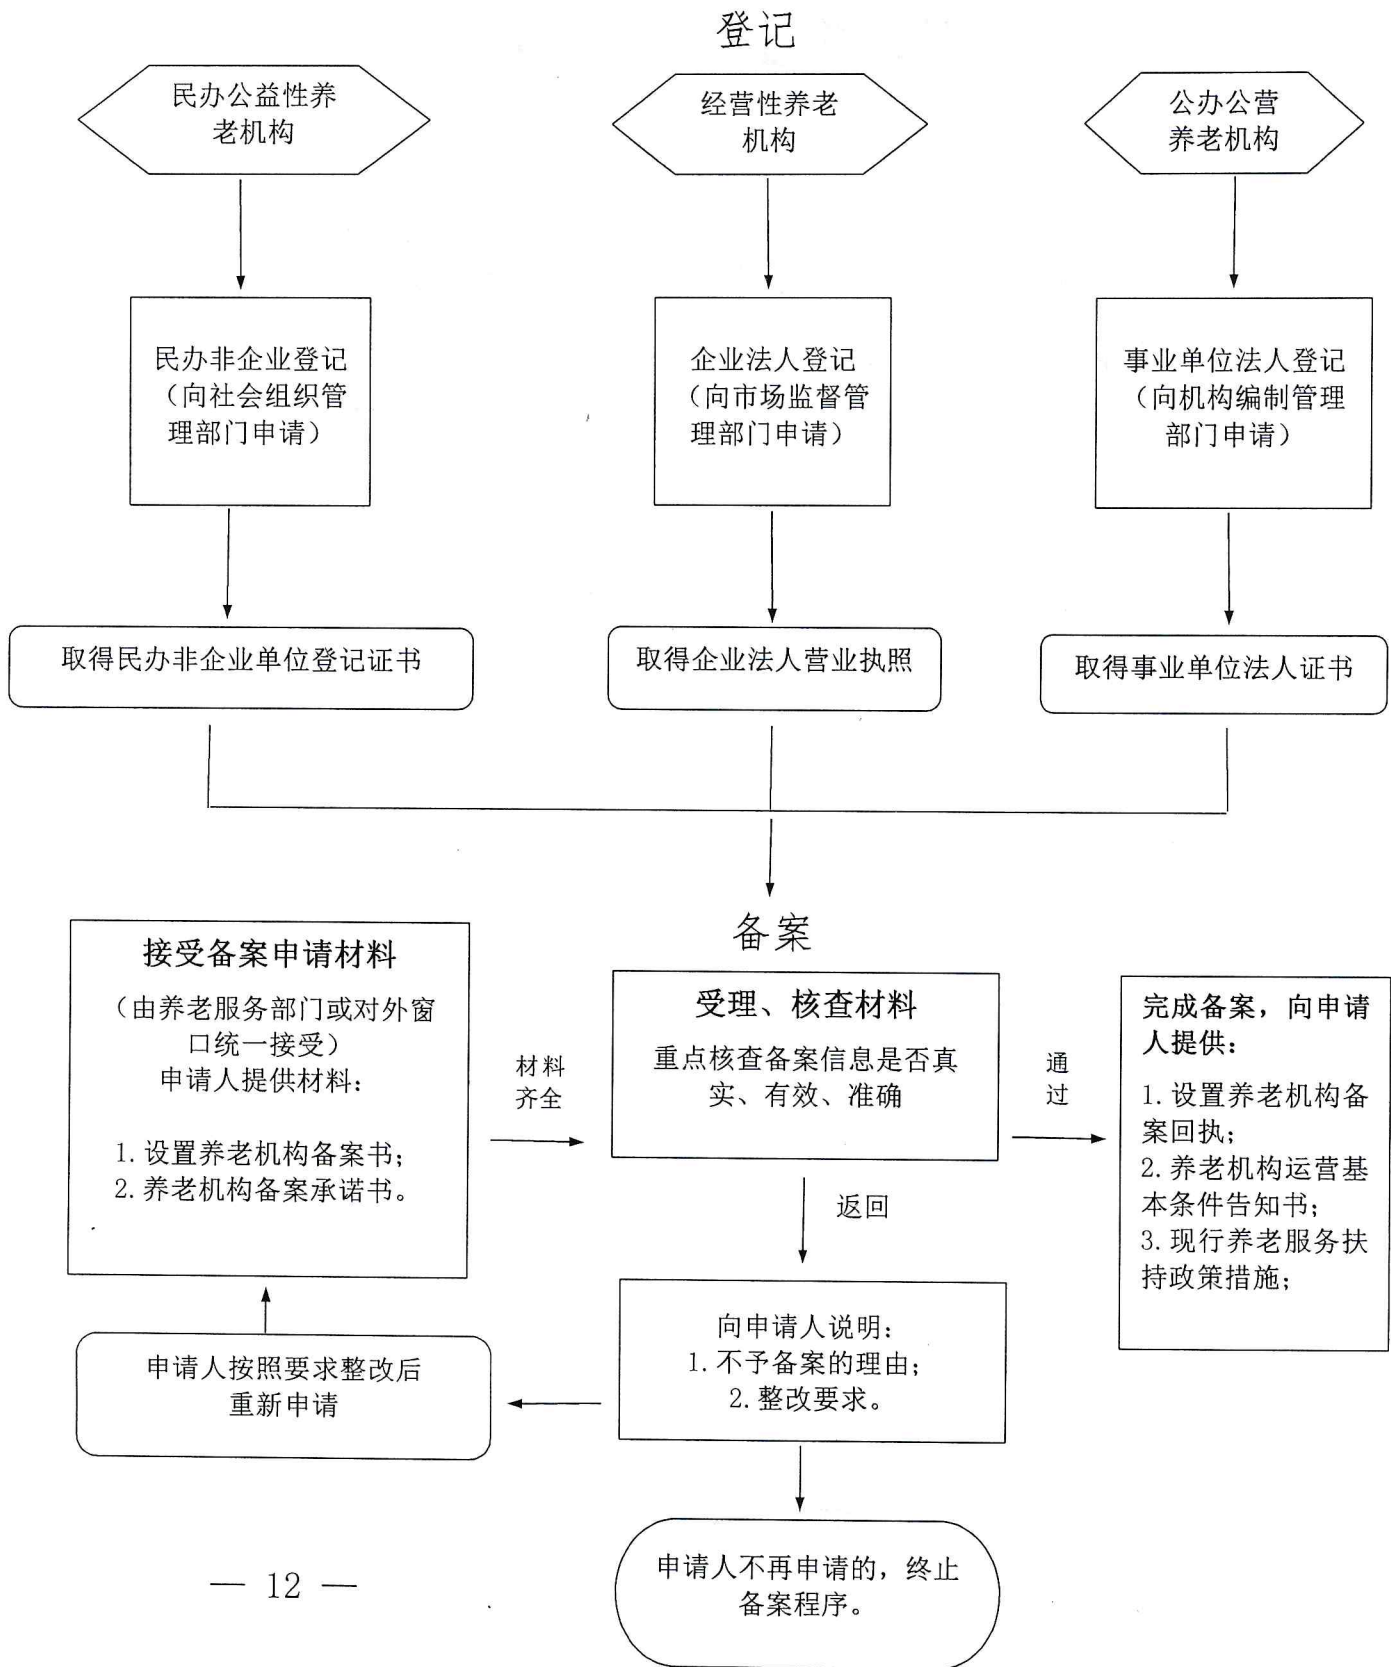 登记
民办公益性养
老机构
经营性养老
机构
公办公营
养老机构
民办非企业登记
（向社会组织管
理部门申请）
企业法人登记
（向市场监督管
理部门申请）
事业单位法人登记
（向机构编制管理
部门申请）
取得民办非企业单位登记证书
取得企业法人营业执照
取得事业单位法人证书
备案
接受备案申请材料
（由养老服务部门或对外窗
口统一接受）
申请人提供材料：
1.设置养老机构备案书；
2.养老机构备案承诺书。
材料
齐全
受理、核查材料
重点核查备案信息是否真
实、有效、准确
通
过
完成备案，向申请
人提供：
1.设置养老机构备
案回执；
2.养老机构运营基
本条件告知书；
3.现行养老服务扶
持政策措施；
返回
向申请人说明：
1.不予备案的理由；
2.整改要求。
申请人按照要求整改后
重新申请
申请人不再申请的，终止
备案程序。
— 12 —